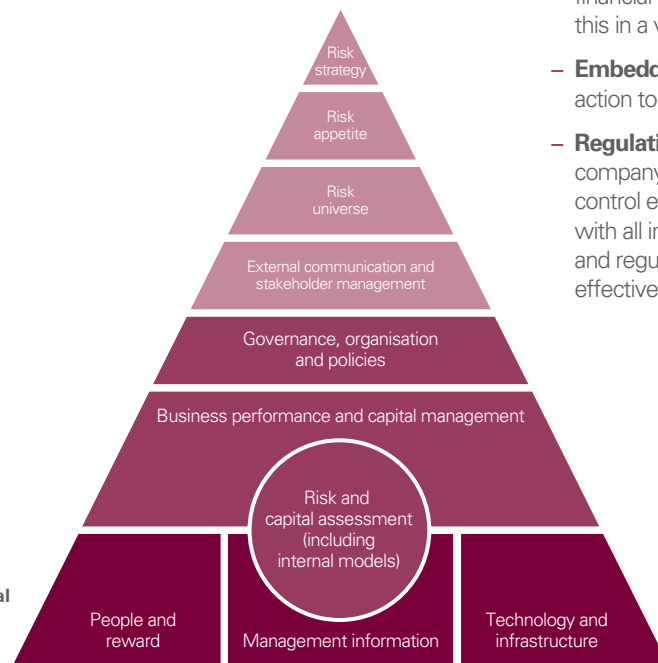 Risk
strategy
Risk
appetite
Risk
universe
External communication and
stakeholder management
Governance, organisation
and policies
Business performance and capital management
Risk and
capital assessment
(including
internal models)
People and
reward
Management information
Technology and
infrastructure
financial
this in a v
– Embedd
action to
– Regulati
company
control e
with all in
and regu
effective
al